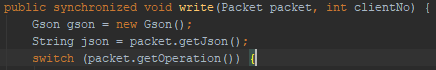 public synchronized void write(Packet packet, int clientNo) {
Gson gson = new Gson();
String json = packet.getJson();
switch (packet.getOperation()) {